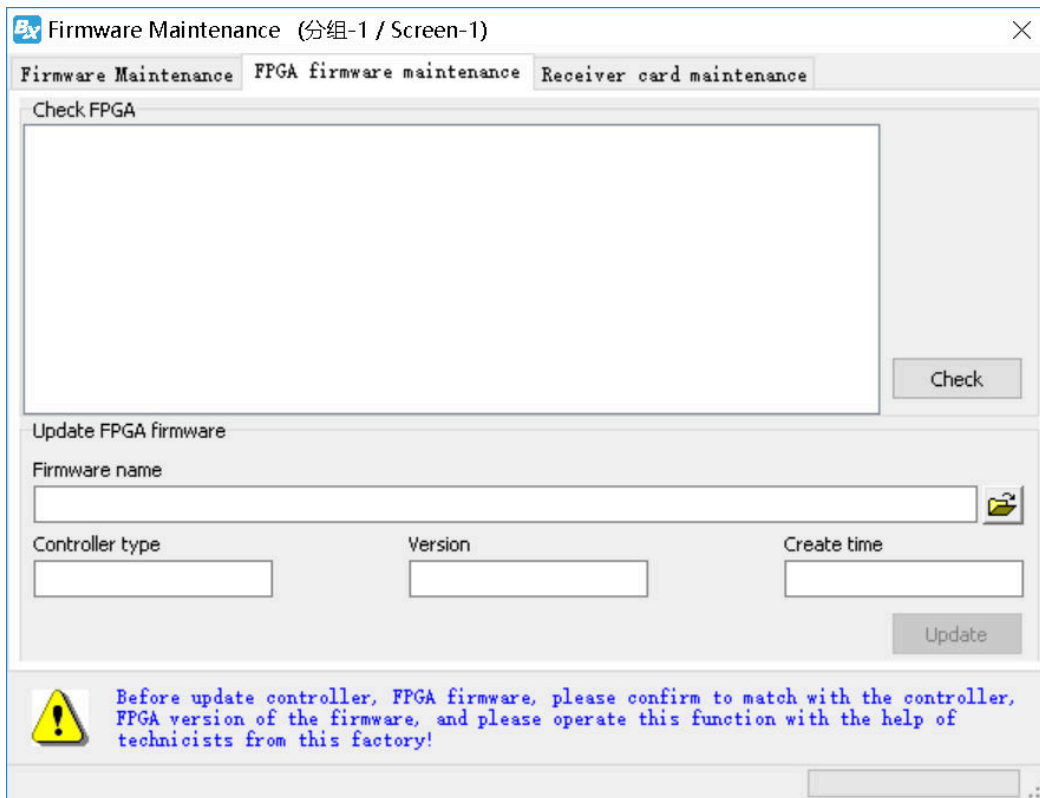 BX Firmware Maintenance (分组-1 / Screen-1)
Firmware Maintenance FPGA firmware maintenance Receiver card maintenance
Check FPGA
Check
Update FPGA firmware
Firmware name
Controller type Version Create time
Update
Before update controller, FPGA firmware, please confirm to match with the controller,
FPGA version of the firmware, and please operate this function with the help of
technicists from this factory!